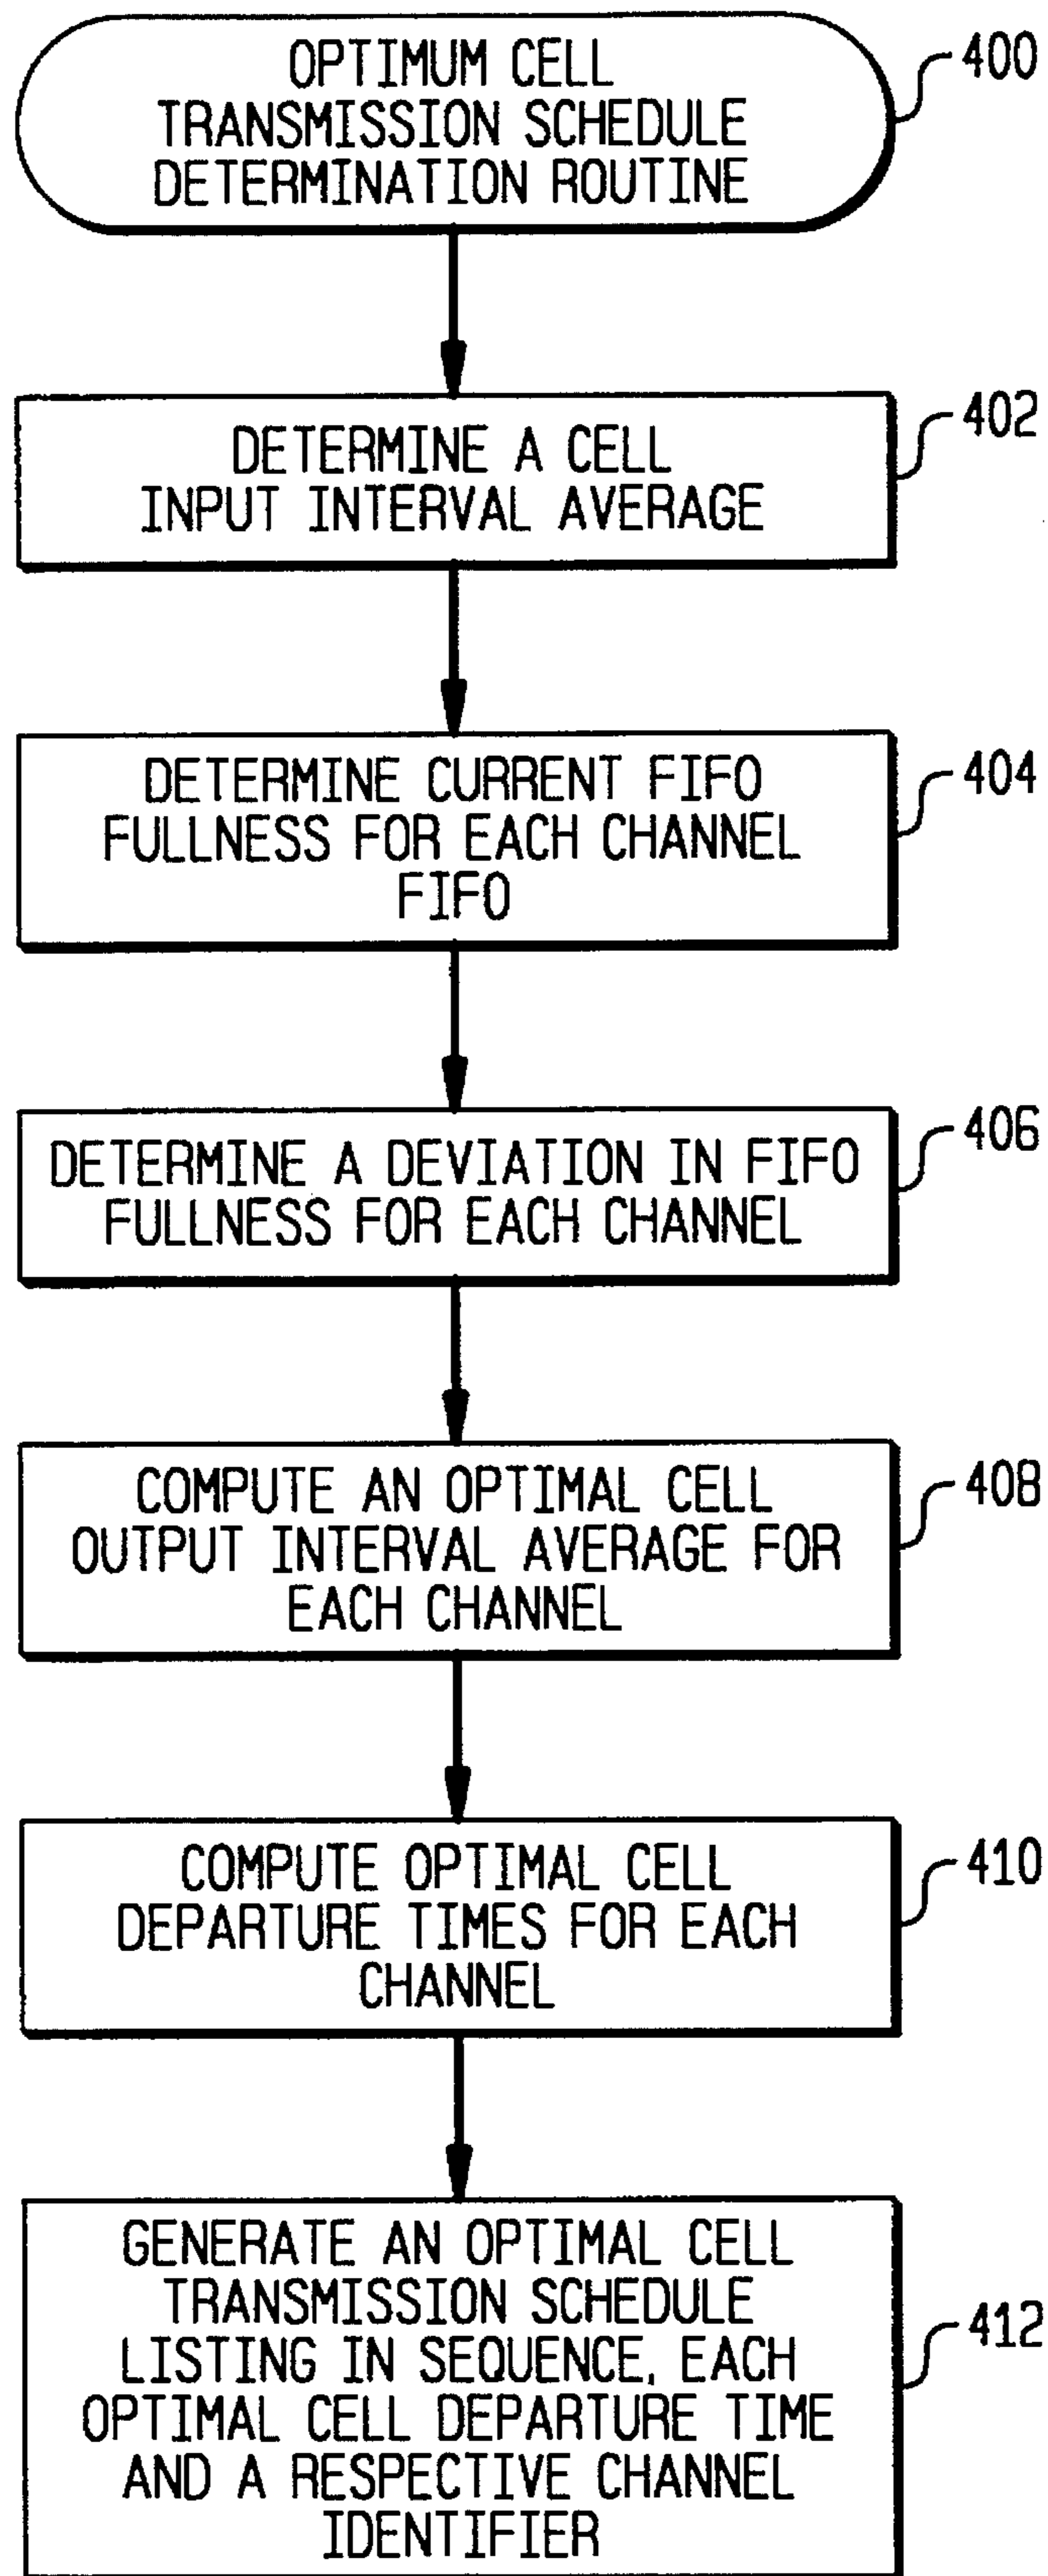 OPTIMUM CELL
TRANSMISSION SCHEDULE
DETERMINATION ROUTINE
400
DETERMINE A CELL
INPUT INTERVAL AVERAGE
402
DETERMINE CURRENT FIFO
FULLNESS FOR EACH CHANNEL
FIFO
404
DETERMINE A DEVIATION IN FIFO
FULLNESS FOR EACH CHANNEL
406
COMPUTE AN OPTIMAL CELL
OUTPUT INTERVAL AVERAGE FOR
EACH CHANNEL
408
COMPUTE OPTIMAL CELL
DEPARTURE TIMES FOR EACH
CHANNEL
410
GENERATE AN OPTIMAL CELL
TRANSMISSION SCHEDULE
LISTING IN SEQUENCE, EACH
OPTIMAL CELL DEPARTURE TIME
AND A RESPECTIVE CHANNEL
IDENTIFIER
412